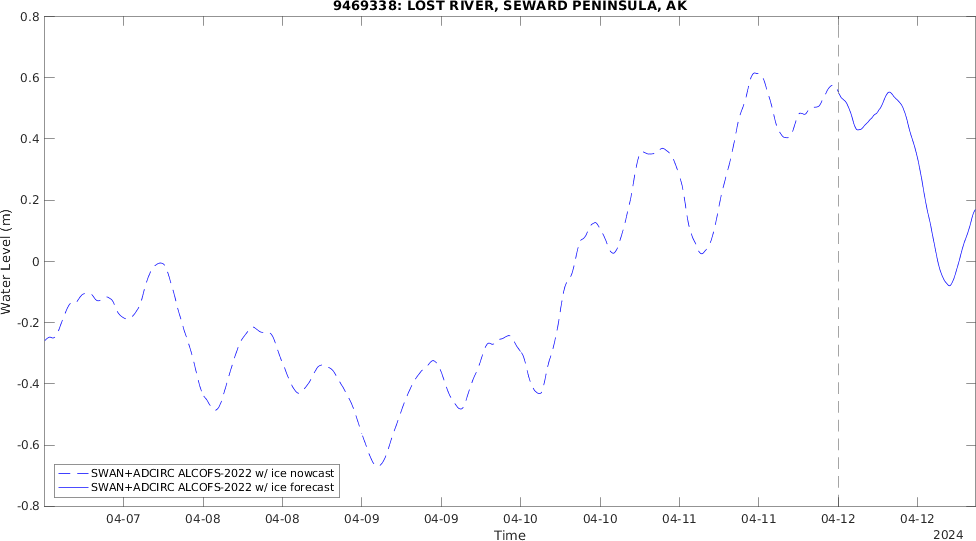 9469338: LOST RIVER, SEWARD PENINSULA, AK
0.8
0.6
0.4
0.2
0
-0.2
-0.4
-0.6
-0.8
Water Level (m)
SWAN+ADCIRC ALCOFS-2022 w/ ice nowcast
SWAN+ADCIRC ALCOFS-2022 w/ ice forecast
04-07 04-08 04-08 04-09 04-09 04-10 04-10 04-11 04-11 04-12 04-12
Time
2024